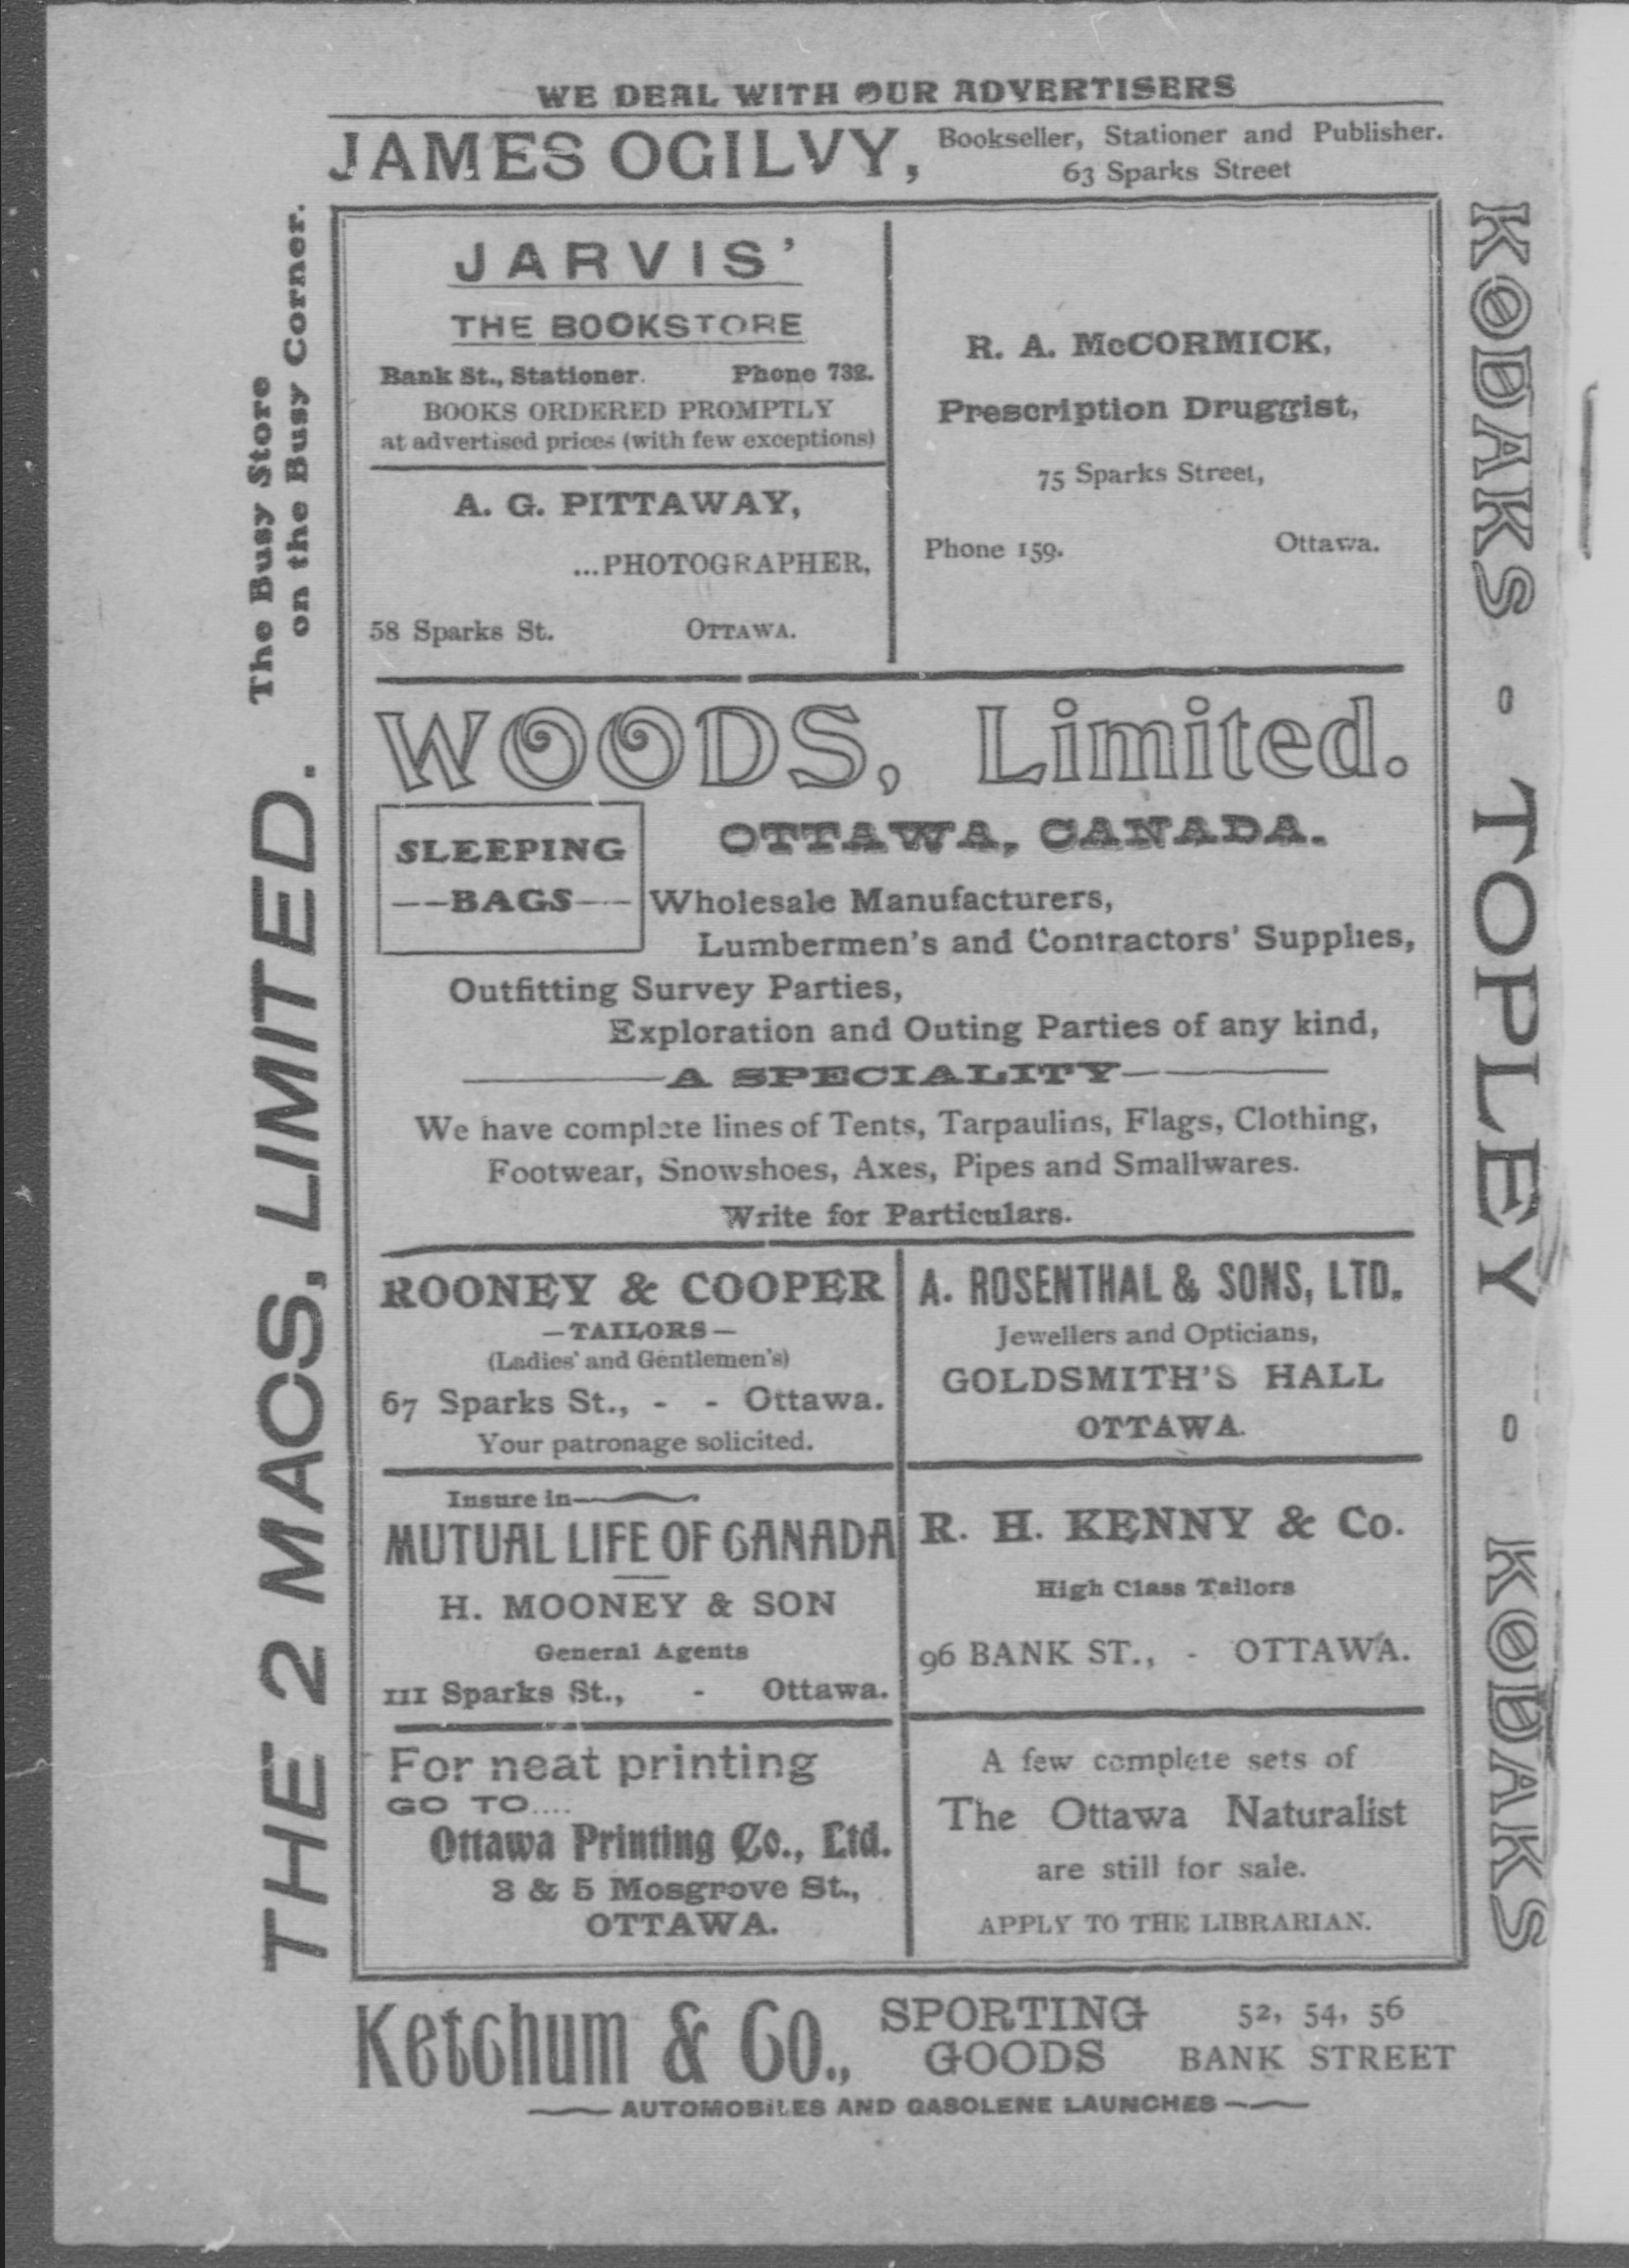 WE DEAL WITH OUR ADVERTISERS
JAMES OGILVY, Bookseller, Stationer and Publisher.
63 Sparks Street
THE 2 MACS, LIMITED. The Busy Store
on the Busy Corner.
JARVIS'
THE BOOKSTORE
Bank St., Stationer. Phone 732.
BOOKS ORDERED PROMPTLY
at advertised prices (with few exceptions)
A. G. PITTAWAY,
...PHOTOGRAPHER,
58 Sparks St. OTTAWA.
R. A. McCORMICK,
Prescription Druggist,
75 Sparks Street,
Phone 159. Ottawa.
WOODS, Limited.
SLEEPING
——BAGS——
OTTAWA, CANADA.
Wholesale Manufacturers,
Lumbermen's and Contractors' Supplies,
Outfitting Survey Parties,
Exploration and Outing Parties of any kind,
A SPECIALITY
We have complete lines of Tents, Tarpaulins, Flags, Clothing,
Footwear, Snowshoes, Axes, Pipes and Smallwares.
Write for Particulars.
ROONEY & COOPER
—TAILORS—
(Ladies' and Gentlemen's)
67 Sparks St., - - Ottawa.
Your patronage solicited.
A. ROSENTHAL & SONS, LTD.
Jewellers and Opticians,
GOLDSMITH'S HALL
OTTAWA.
Insure in
MUTUAL LIFE OF CANADA
H. MOONEY & SON
General Agents
111 Sparks St., - Ottawa.
R. H. KENNY & Co.
High Class Tailors
96 BANK ST., - OTTAWA.
For neat printing
GO TO....
Ottawa Printing Co., Ltd.
3 & 5 Mosgrove St.,
OTTAWA.
A few complete sets of
The Ottawa Naturalist
are still for sale.
APPLY TO THE LIBRARIAN.
KODAKS - TOPLEY - KODAKS
Ketchum & Co., SPORTING GOODS 52, 54, 56
BANK STREET
AUTOMOBILES AND GASOLENE LAUNCHES